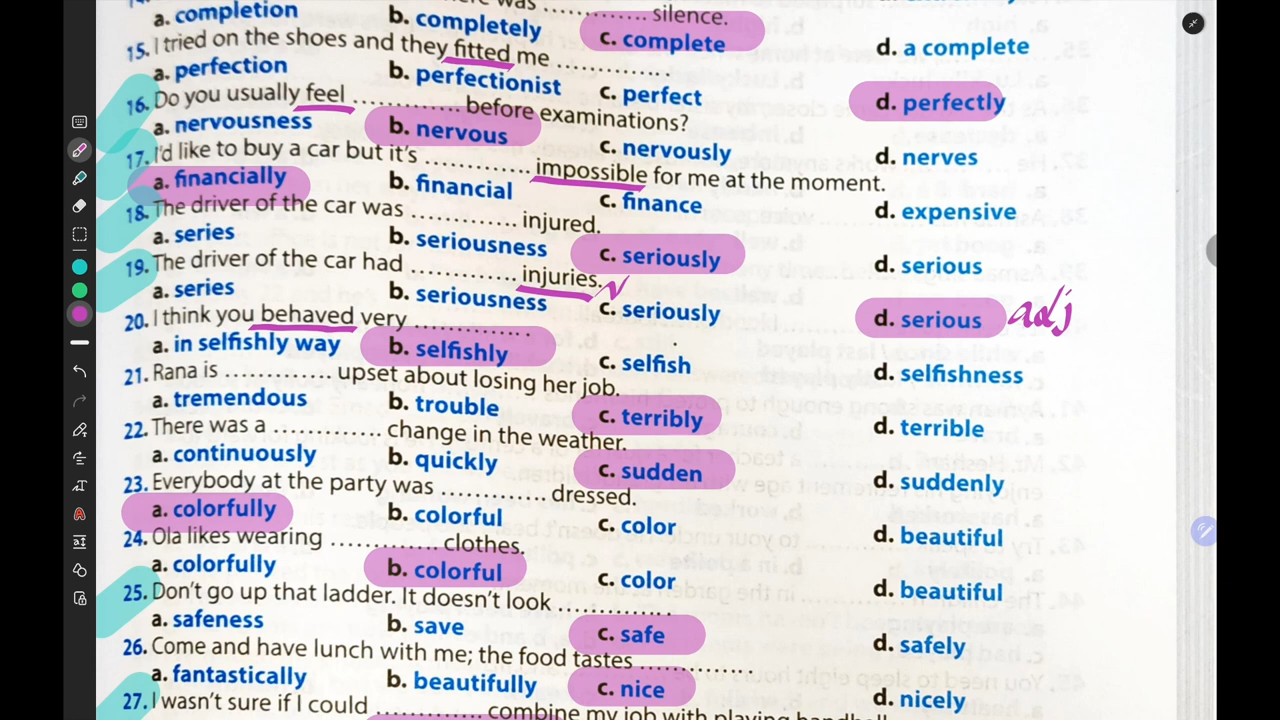 silence.
a. completion b. completely c. complete d. a complete
15. I tried on the shoes and they fitted me ....................
a. perfection b. perfectionist c. perfect d. perfectly
16. Do you usually feel .................... before examinations?
a. nervousness b. nervous c. nervously d. nerves
17. I'd like to buy a car but it's .................... impossible for me at the moment.
a. financially b. financial c. finance d. expensive
18. The driver of the car was .................... injured.
a. series b. seriousness c. seriously d. serious
19. The driver of the car had .................... injuries.
a. series b. seriousness c. seriously d. serious adj
20. I think you behaved very ....................
a. in selfishly way b. selfishly c. selfish d. selfishness
21. Rana is .................... upset about losing her job.
a. tremendous b. trouble c. terribly d. terrible
22. There was a .................... change in the weather.
a. continuously b. quickly c. sudden d. suddenly
23. Everybody at the party was .................... dressed.
a. colorfully b. colorful c. color d. beautiful
24. Ola likes wearing .................... clothes.
a. colorfully b. colorful c. color d. beautiful
25. Don't go up that ladder. It doesn't look ....................
a. safeness b. save c. safe d. safely
26. Come and have lunch with me; the food tastes ....................
a. fantastically b. beautifully c. nice d. nicely
27. I wasn't sure if I could .................... combine my job with playing handball